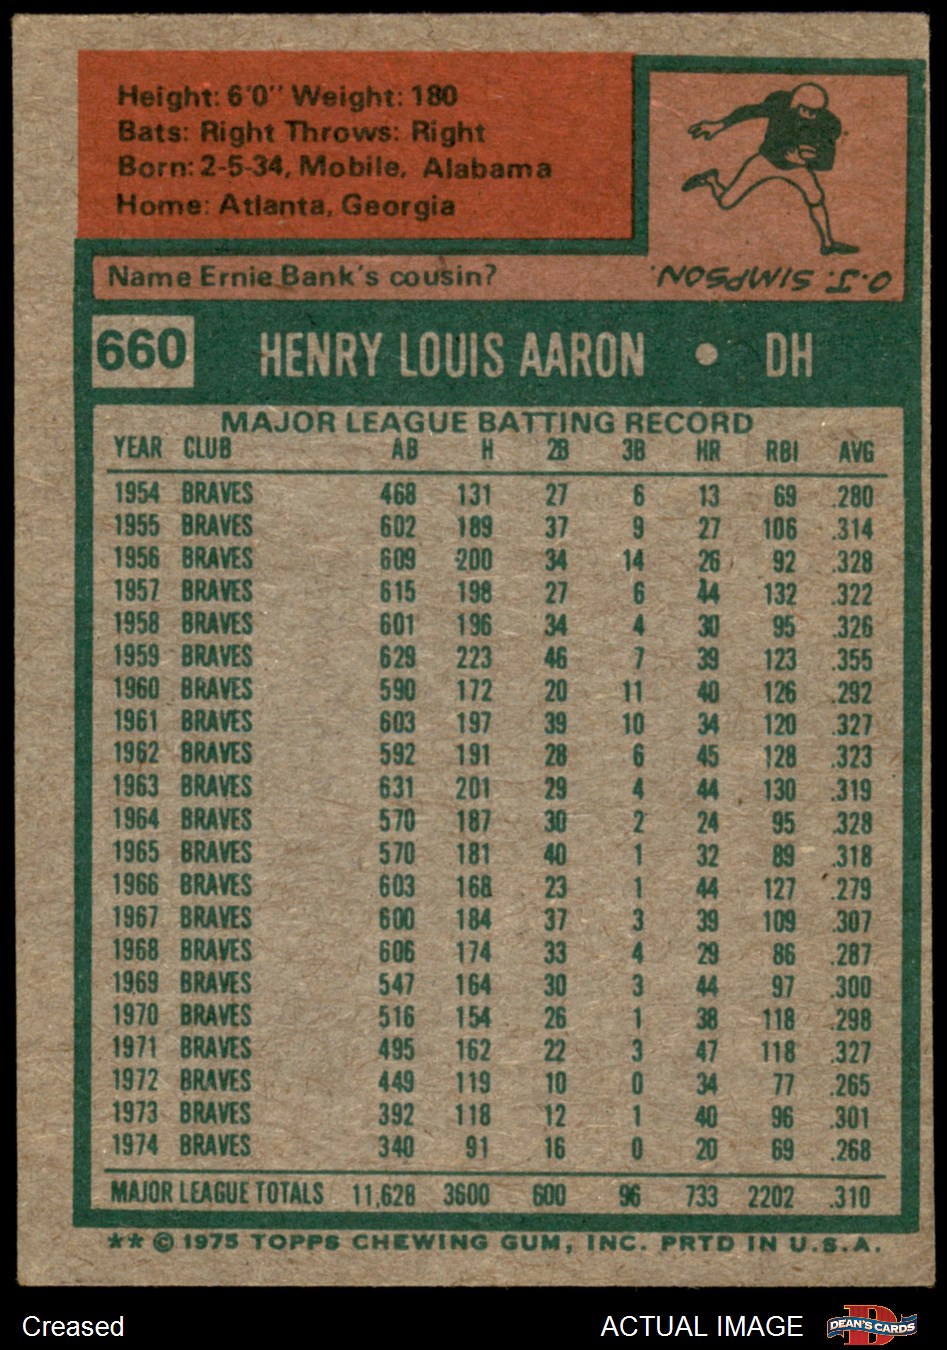 Height: 6'0" Weight: 180
Bats: Right Throws: Right
Born: 2-5-34, Mobile, Alabama
Home: Atlanta, Georgia
Name Ernie Bank's cousin?
O.J. SIMPSON.
660 HENRY LOUIS AARON • DH
MAJOR LEAGUE BATTING RECORD
YEAR CLUB AB H 2B 3B HR RBI AVG
1954 BRAVES 468 131 27 6 13 69 .280
1955 BRAVES 602 189 37 9 27 106 .314
1956 BRAVES 609 200 34 14 26 92 .328
1957 BRAVES 615 198 27 6 44 132 .322
1958 BRAVES 601 196 34 4 30 95 .326
1959 BRAVES 629 223 46 7 39 123 .355
1960 BRAVES 590 172 20 11 40 126 .292
1961 BRAVES 603 197 39 10 34 120 .327
1962 BRAVES 592 191 28 6 45 128 .323
1963 BRAVES 631 201 29 4 44 130 .319
1964 BRAVES 570 187 30 2 24 95 .328
1965 BRAVES 570 181 40 1 32 89 .318
1966 BRAVES 603 168 23 1 44 127 .279
1967 BRAVES 600 184 37 3 39 109 .307
1968 BRAVES 606 174 33 4 29 86 .287
1969 BRAVES 547 164 30 3 44 97 .300
1970 BRAVES 516 154 26 1 38 118 .298
1971 BRAVES 495 162 22 3 47 118 .327
1972 BRAVES 449 119 10 0 34 77 .265
1973 BRAVES 392 118 12 1 40 96 .301
1974 BRAVES 340 91 16 0 20 69 .268
MAJOR LEAGUE TOTALS 11,628 3600 600 96 733 2202 .310
** © 1975 TOPPS CHEWING GUM, INC. PRTD IN U.S.A.
Creased ACTUAL IMAGE D DEAN'S CARDS